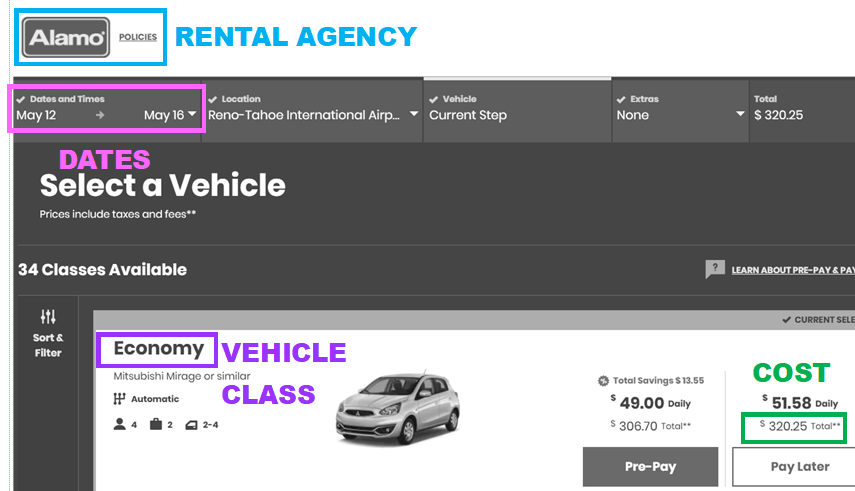 Alamo
POLICIES
RENTAL AGENCY
Dates and Times
May 12 → May 16
Location
Reno-Tahoe International Airp...
Vehicle
Current Step
Extras
None
Total
$ 320.25
DATES
Select a Vehicle
Prices include taxes and fees**
34 Classes Available
? LEARN ABOUT PRE-PAY & PAY
Sort &
Filter
CURRENT SELE
Economy
VEHICLE
CLASS
Mitsubishi Mirage or similar
Automatic
4 2 2-4
Total Savings $ 13.55
$ 49.00 Daily
$ 306.70 Total**
Pre-Pay
COST
$ 51.58 Daily
$ 320.25 Total**
Pay Later